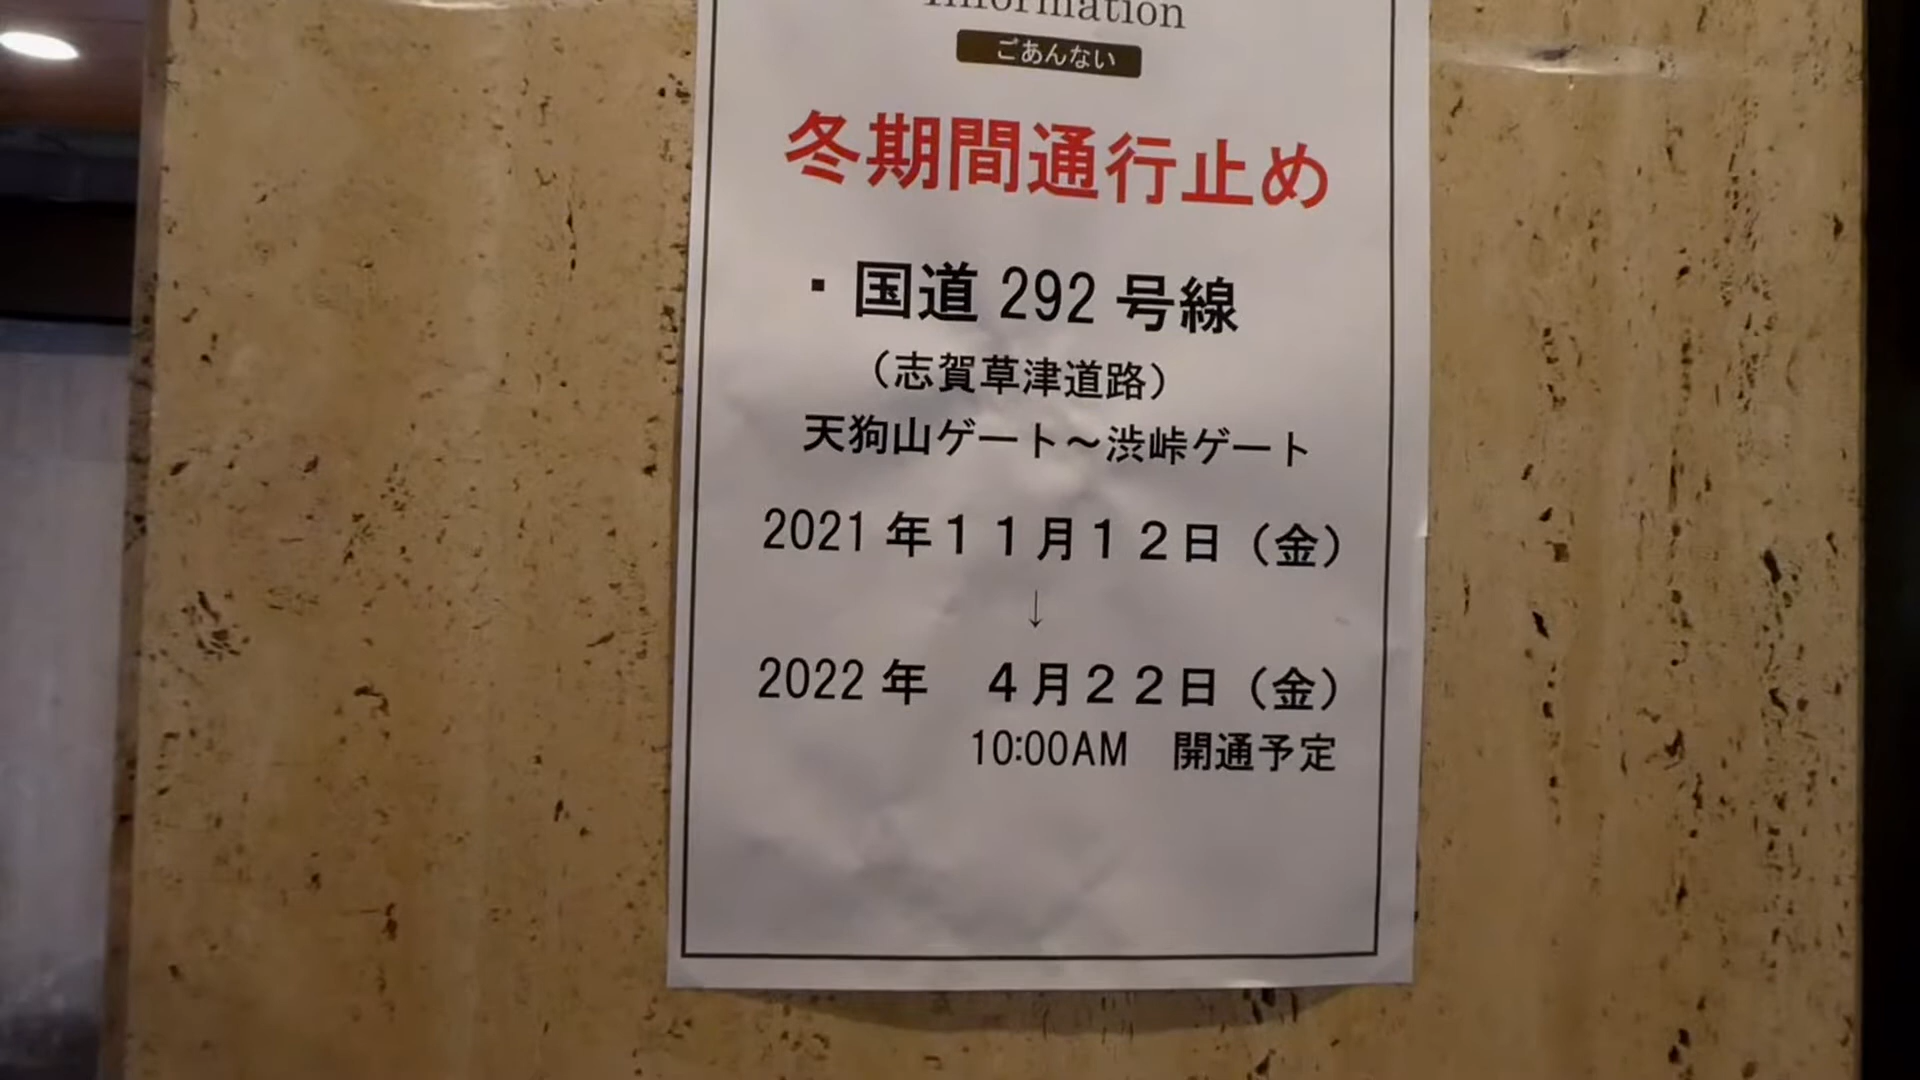 Information
ごあんない
冬期間通行止め
・国道 292 号線
（志賀草津道路）
天狗山ゲート～渋峠ゲート
2021 年１１月１２日（金）
↓
2022 年　４月２２日（金）
10:00AM　開通予定